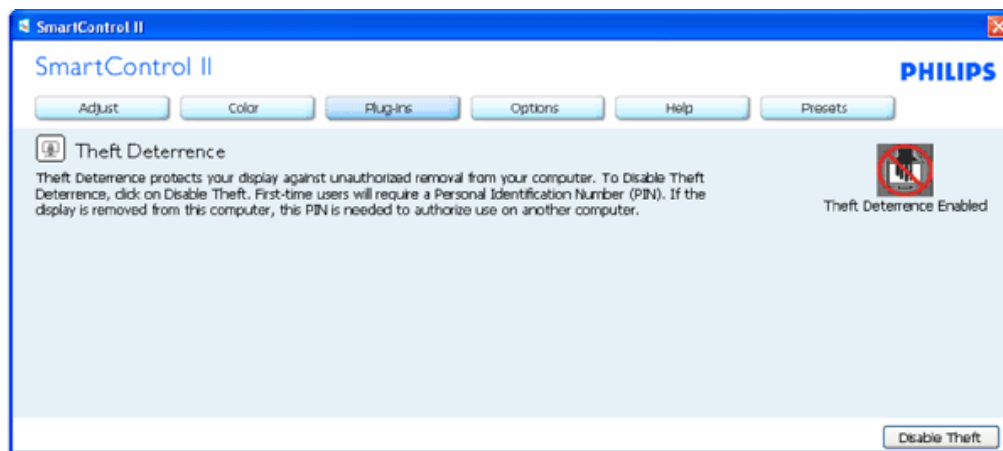 SmartControl II
SmartControl II
PHILIPS
Adjust
Color
Plug-Ins
Options
Help
Presets
Theft Deterrence
Theft Deterrence protects your display against unauthorized removal from your computer. To Disable Theft
Deterrence, click on Disable Theft. First-time users will require a Personal Identification Number (PIN). If the
display is removed from this computer, this PIN is needed to authorize use on another computer.
Theft Deterrence Enabled
Disable Theft